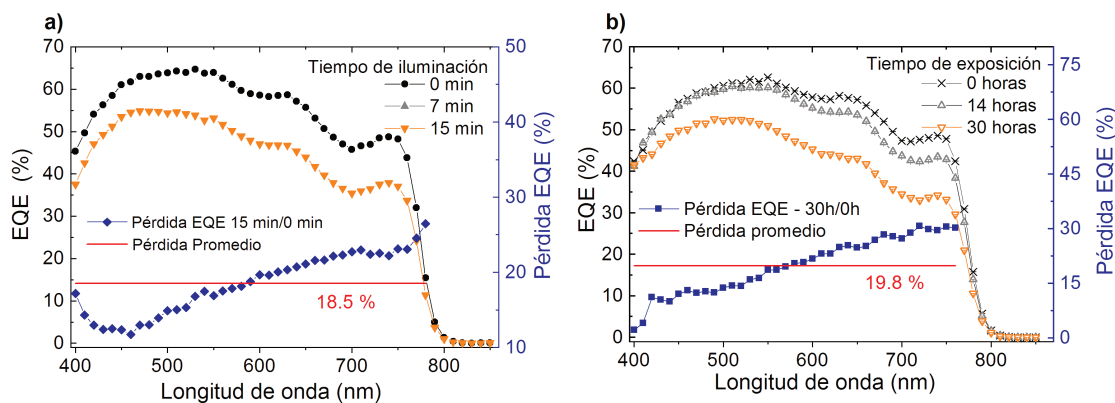 a)
EQE (%)
70
60
50
40
30
20
10
0
Tiempo de iluminación
0 min
7 min
15 min
Pérdida EQE 15 min/0 min
Pérdida Promedio
18.5 %
400
500
600
700
800
Longitud de onda (nm)
50
40
30
20
10
Pérdida EQE (%)
b)
EQE (%)
70
60
50
40
30
20
10
0
Tiempo de exposición
0 horas
14 horas
30 horas
Pérdida EQE - 30h/0h
Pérdida promedio
19.8 %
400
500
600
700
800
Longitud de onda (nm)
75
60
45
30
15
0
Pérdida EQE (%)